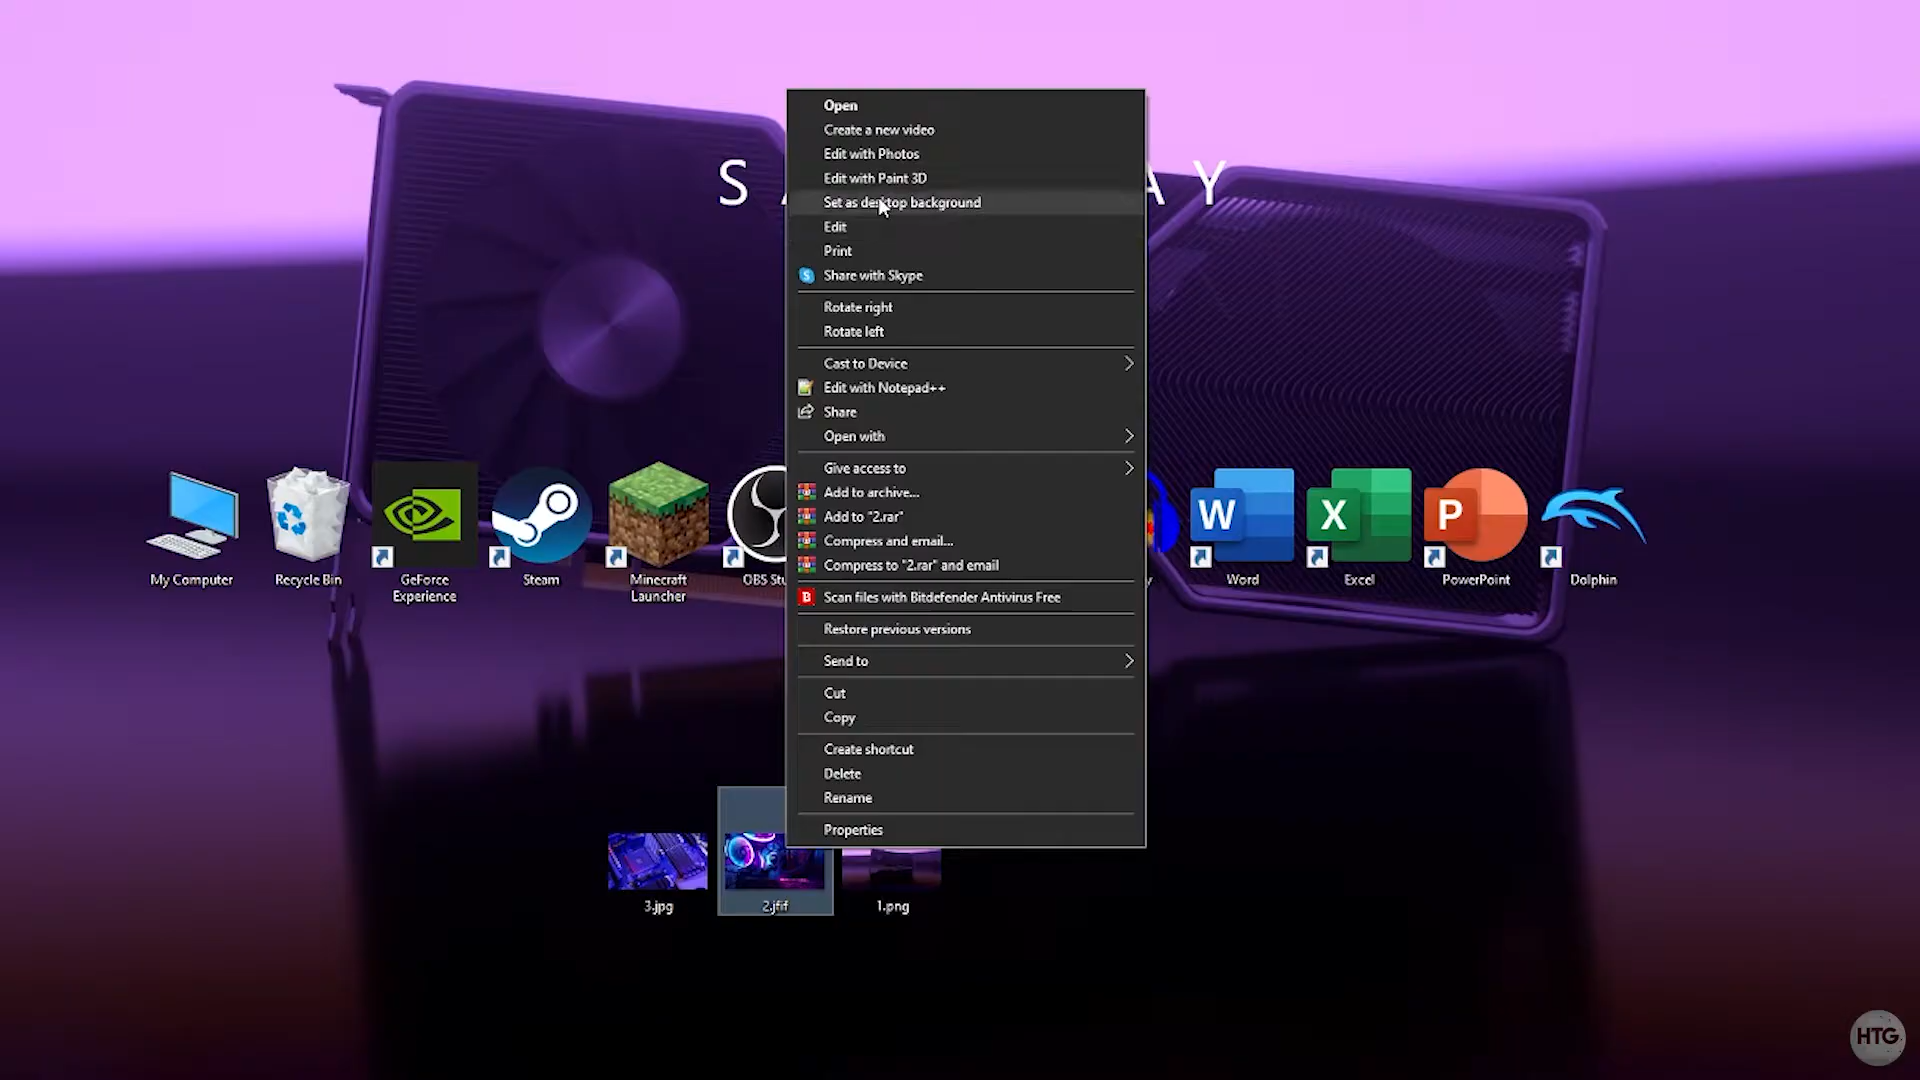 Open
Create a new video
Edit with Photos
Edit with Paint 3D
S A AY
Set as desktop background
Edit
Print
S Share with Skype
Rotate right
Rotate left
Cast to Device
Edit with Notepad++
Share
Open with
Give access to
Add to archive...
Add to "2.rar"
Compress and email...
Compress to "2.rar" and email
B Scan files with Bitdefender Antivirus Free
Restore previous versions
Send to
Cut
Copy
Create shortcut
Delete
Rename
Properties
W X P
My Computer
Recycle Bin
GeForce
Experience
Steam
Minecraft
Launcher
OBS Stu
y
Word
Excel
PowerPoint
Dolphin
3.jpg
2.jfif
1.png
HTG